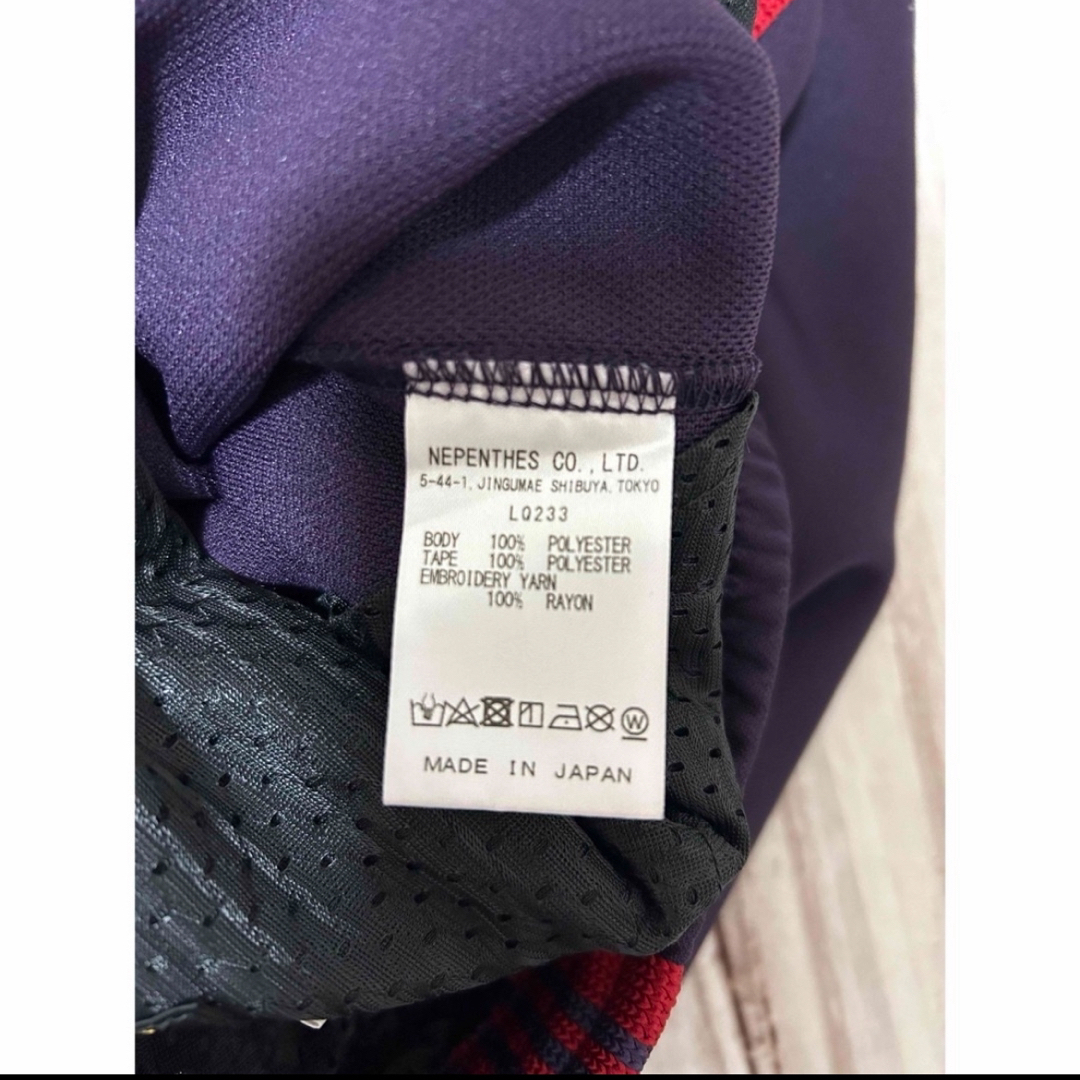 NEPENTHES CO.,LTD.
5-44-1, JINGUMAE SHIBUYA, TOKYO
LQ233
BODY 100% POLYESTER
TAPE 100% POLYESTER
EMBROIDERY YARN
100% RAYON
W
MADE IN JAPAN